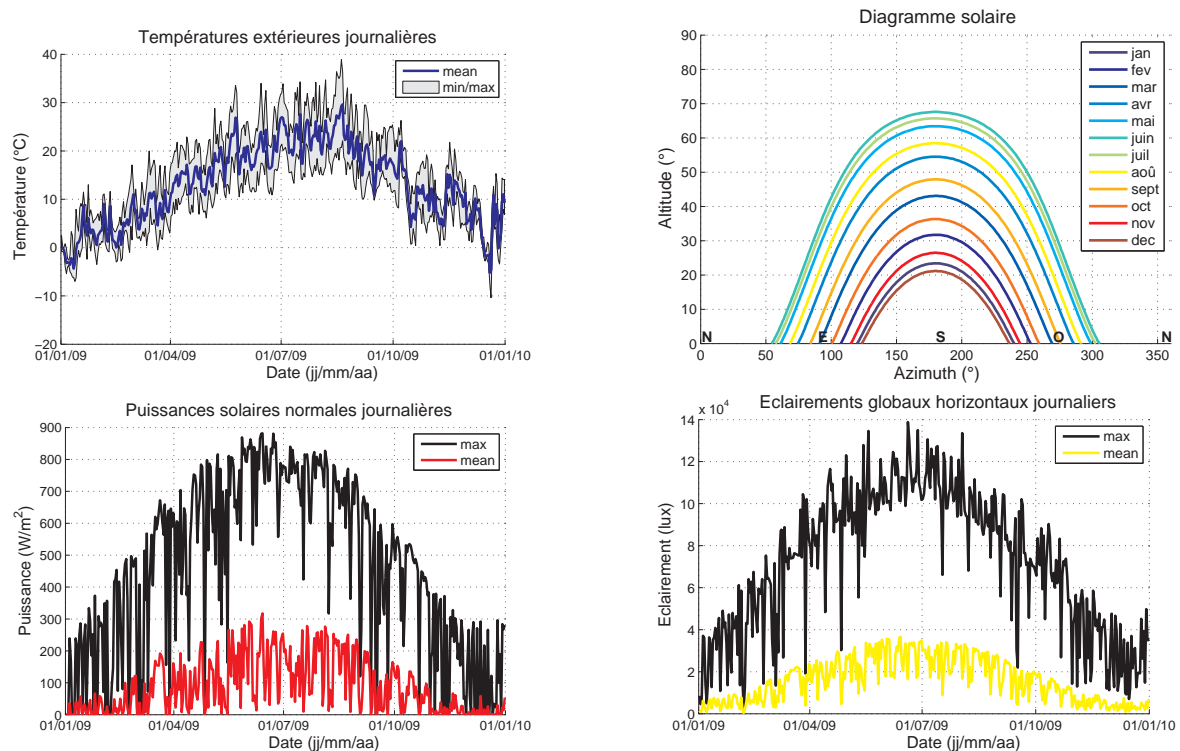 Températures extérieures journalières
mean
min/max
40
30
20
10
0
−10
−20
Température (°C)
01/01/09
01/04/09
01/07/09
01/10/09
01/01/10
Date (jj/mm/aa)
Diagramme solaire
jan
fev
mar
avr
mai
juin
juil
aoû
sept
oct
nov
dec
90
80
70
60
50
40
30
20
10
0
Altitude (°)
N
E
S
O
N
0
50
100
150
200
250
300
350
Azimuth (°)
Puissances solaires normales journalières
max
mean
900
800
700
600
500
400
300
200
100
0
Puissance (W/m²)
01/01/09
01/04/09
01/07/09
01/10/09
01/01/10
Date (jj/mm/aa)
Eclairements globaux horizontaux journaliers
x 10⁴
max
mean
14
12
10
8
6
4
2
0
Eclairement (lux)
01/01/09
01/04/09
01/07/09
01/10/09
01/01/10
Date (jj/mm/aa)